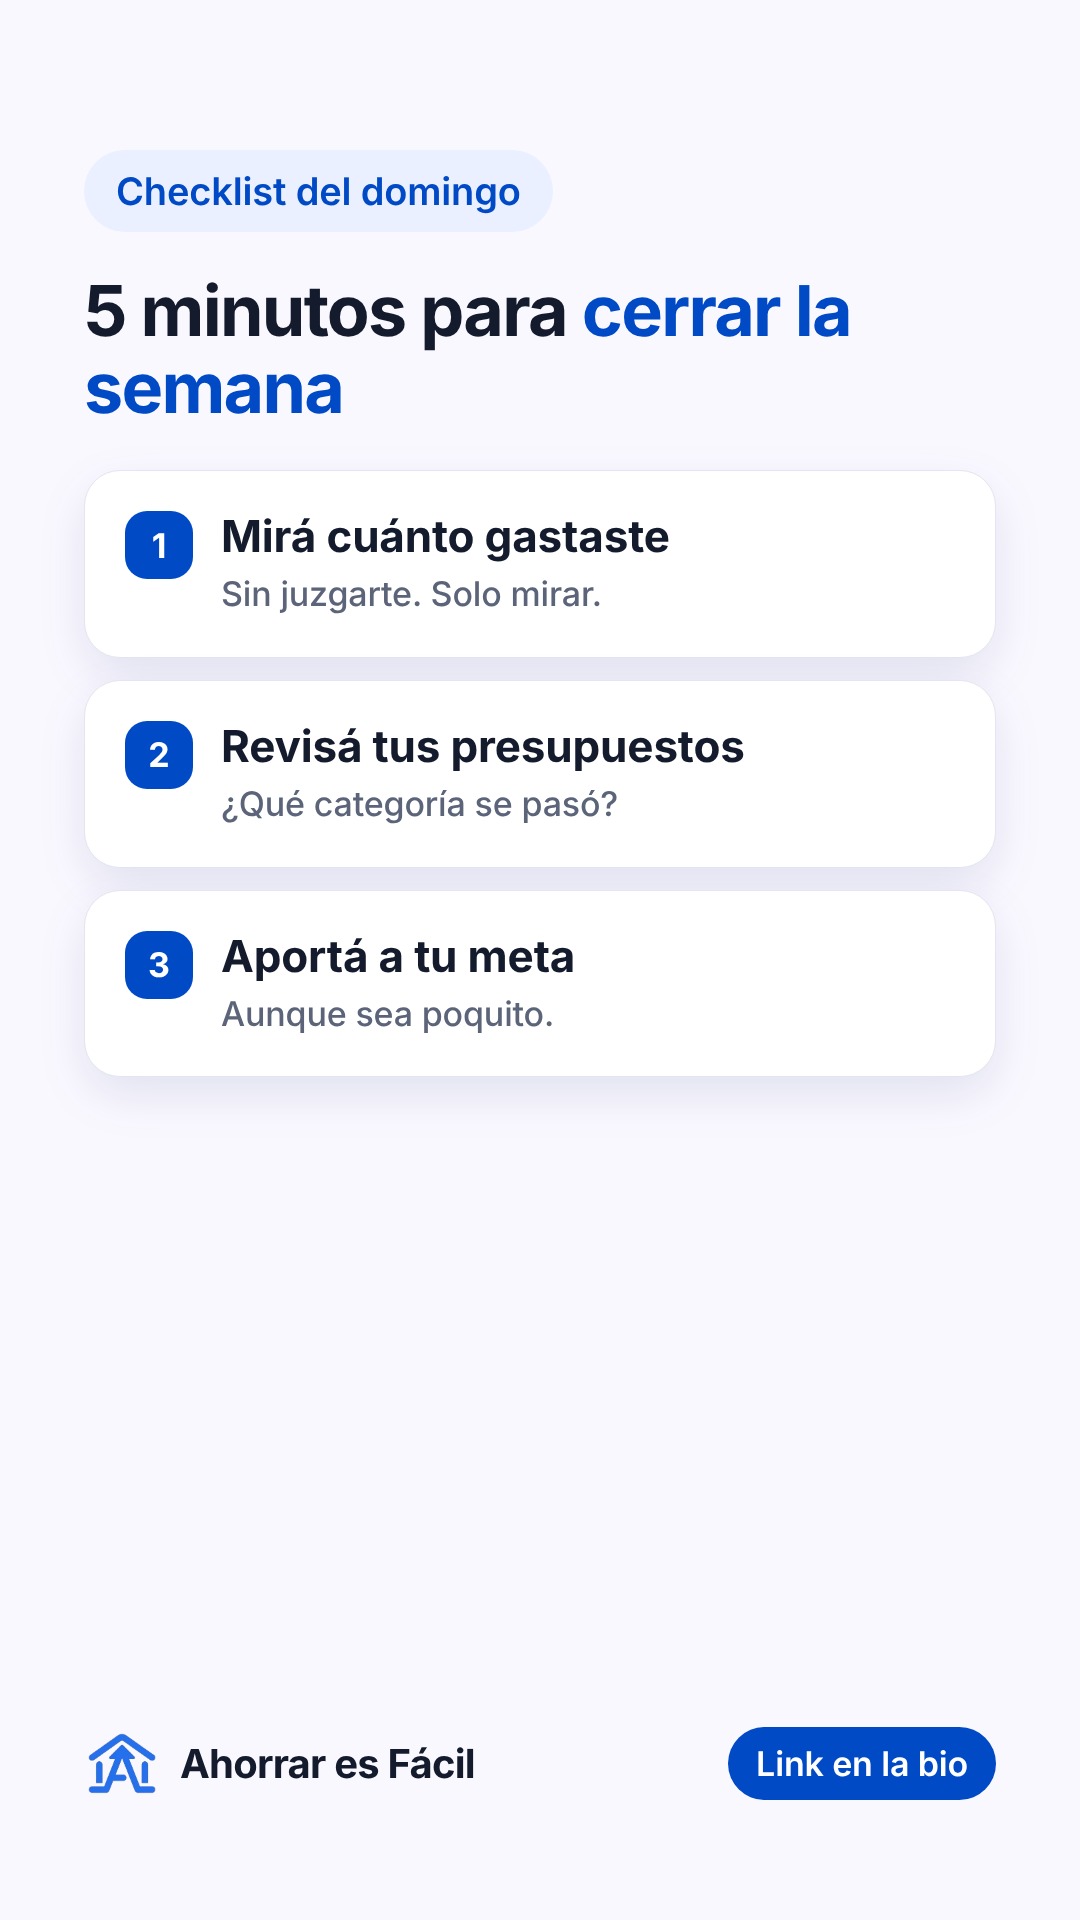 Checklist del domingo
5 minutos para cerrar la
semana
1
Mirá cuánto gastaste
Sin juzgarte. Solo mirar.
2
Revisá tus presupuestos
¿Qué categoría se pasó?
3
Aportá a tu meta
Aunque sea poquito.
Ahorrar es Fácil
Link en la bio